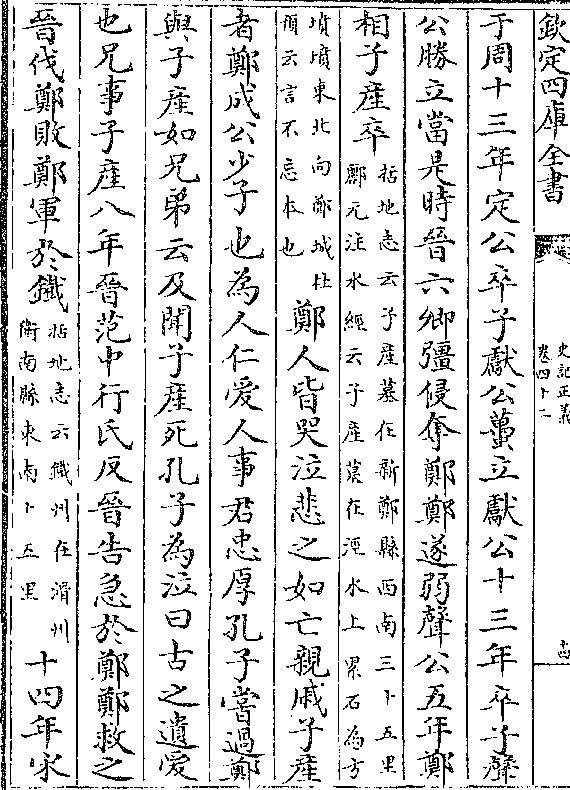 欽定四庫全書
史記正義
卷四十二
十四
于周十三年定公卒子獻公蠆立獻公十三年卒子聲
公勝立當是時晉六卿彊侵奪鄭鄭遂弱聲公五年鄭
相子產卒
括地志云子產墓在新鄭縣西南三十五里
酈元注水經云子產墓在潩水上累石為方
墳墳東北向鄭城杜
預云言不忘本也
鄭人皆哭泣悲之如亡親戚子產
者鄭成公少子也為人仁愛人事君忠厚孔子嘗過鄭
與子產如兄弟云及聞子產死孔子為泣曰古之遺愛
也兄事子產八年晉范中行氏反晉告急於鄭鄭救之
晉伐鄭敗鄭軍於鐵
括地志云鐵州在滑州
衛南縣東南十五里
十四年宋